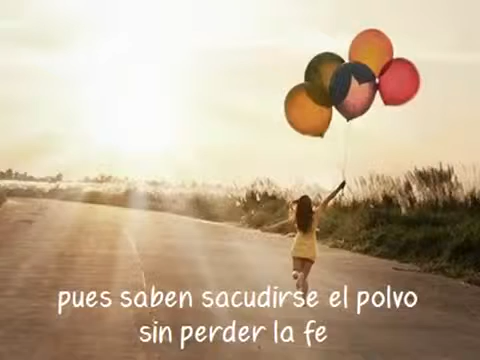 pues saben sacudirse el polvo
sin perder la fe